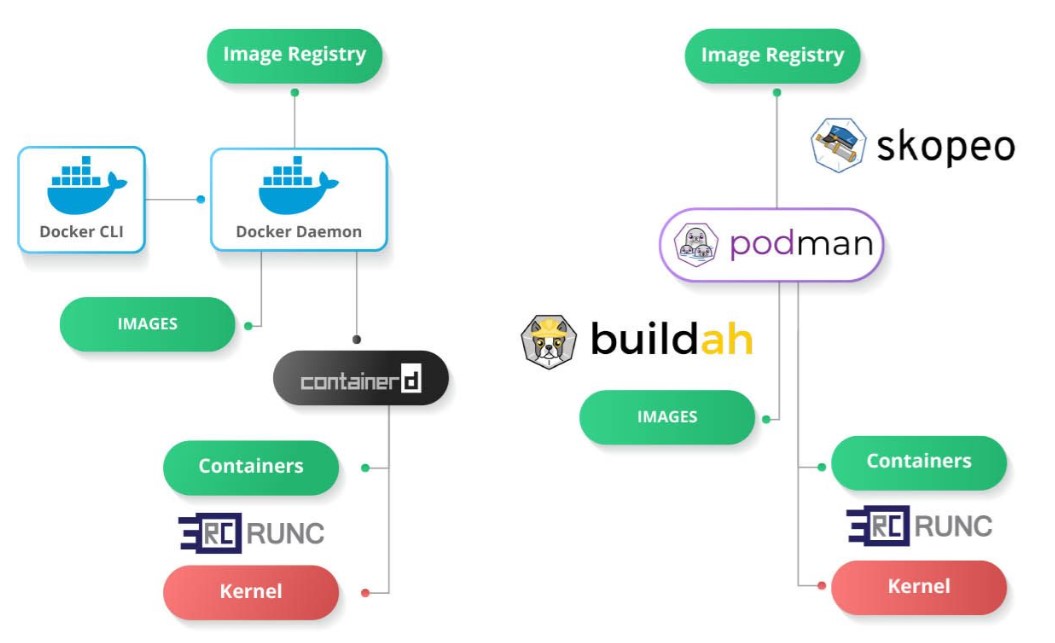 Image Registry
Docker CLI
Docker Daemon
IMAGES
containerd
Containers
RC RUNC
Kernel
Image Registry
skopeo
podman
buildah
IMAGES
Containers
RC RUNC
Kernel